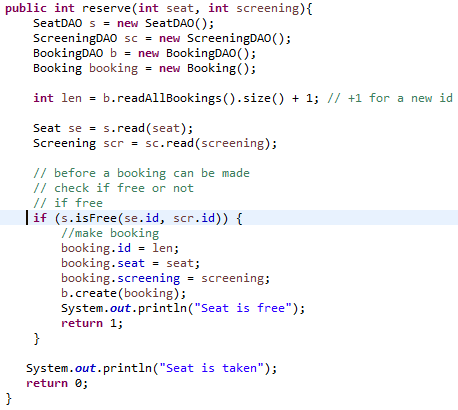 public int reserve(int seat, int screening){
    SeatDAO s = new SeatDAO();
    ScreeningDAO sc = new ScreeningDAO();
    BookingDAO b = new BookingDAO();
    Booking booking = new Booking();

    int len = b.readAllBookings().size() + 1; // +1 for a new id

    Seat se = s.read(seat);
    Screening scr = sc.read(screening);

    // before a booking can be made
    // check if free or not
    // if free
    if (s.isFree(se.id, scr.id)) {
        //make booking
        booking.id = len;
        booking.seat = seat;
        booking.screening = screening;
        b.create(booking);
        System.out.println("Seat is free");
        return 1;
    }

   System.out.println("Seat is taken");
   return 0;
}